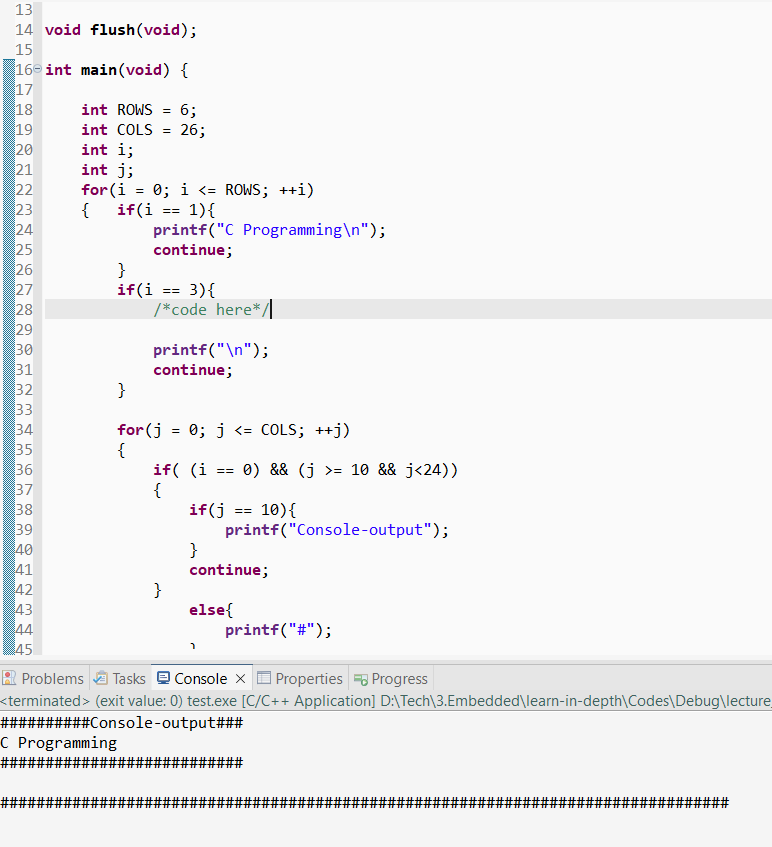 13
14 void flush(void);
15
16 int main(void) {
17
18     int ROWS = 6;
19     int COLS = 26;
20     int i;
21     int j;
22     for(i = 0; i <= ROWS; ++i)
23     {   if(i == 1){
24             printf("C Programming\n");
25             continue;
26         }
27         if(i == 3){
28             /*code here*/
29
30             printf("\n");
31             continue;
32         }
33
34         for(j = 0; j <= COLS; ++j)
35         {
36             if( (i == 0) && (j >= 10 && j<24))
37             {
38                 if(j == 10){
39                     printf("Console-output");
40                 }
41                 continue;
42             }
43                 else{
44                     printf("#");
45
Problems Tasks Console Properties Progress
<terminated> (exit value: 0) test.exe [C/C++ Application] D:\Tech\3.Embedded\learn-in-depth\Codes\Debug\lecture_
##########Console-output###
C Programming
###########################
#################################################################################